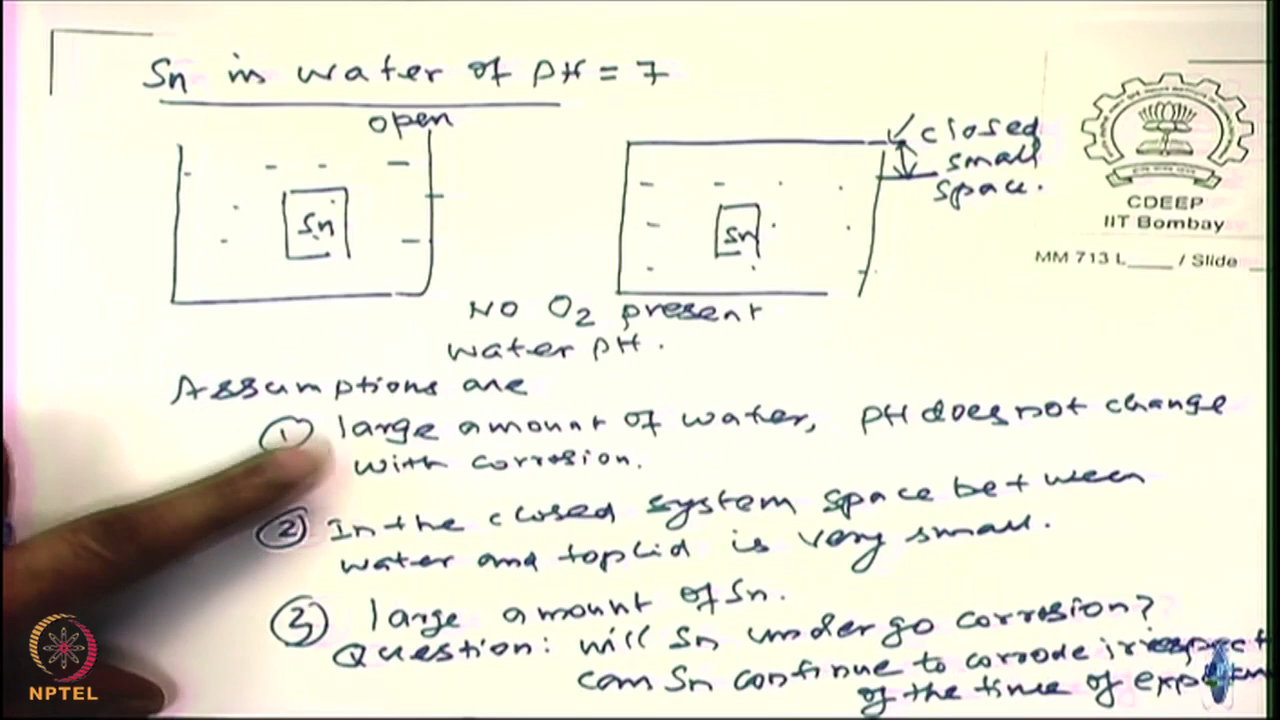 Sn in water of pH = 7
open
closed
small
space.
Sn
Sn
CDEEP
IIT Bombay
MM 713 L____ / Slide __
NO O2 present
water pH.
Assumptions are
① large amount of water, pH does not change
with corrosion.
② In the closed system space between
water and top lid is very small.
③ large amount of Sn.
Question: will Sn undergo corrosion?
can Sn continue to corrode
of the time of
NPTEL